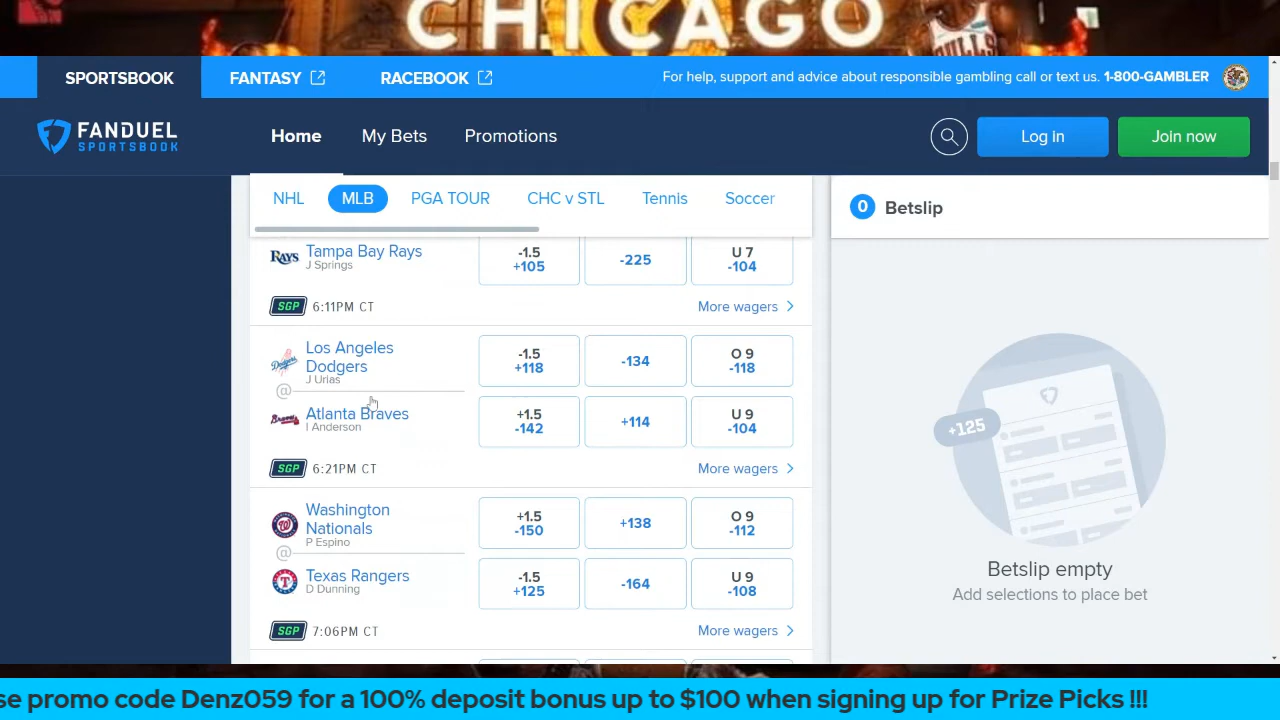 CHICAGO
BULLS
SPORTSBOOK
FANTASY
RACEBOOK
For help, support and advice about responsible gambling call or text us. 1-800-GAMBLER
FANDUEL
SPORTSBOOK
Home
My Bets
Promotions
Log in
Join now
NHL
MLB
PGA TOUR
CHC v STL
Tennis
Soccer
0 Betslip
RAYS
Tampa Bay Rays
J Springs
-1.5
+105
-225
U 7
-104
SGP 6:11PM CT
More wagers
Dodgers
Los Angeles
Dodgers
J Urias
-1.5
+118
-134
O 9
-118
@
Braves
Atlanta Braves
I Anderson
+1.5
-142
+114
U 9
-104
SGP 6:21PM CT
More wagers
Washington
Nationals
P Espino
+1.5
-150
+138
O 9
-112
@
Texas Rangers
D Dunning
-1.5
+125
-164
U 9
-108
SGP 7:06PM CT
More wagers
+125
Betslip empty
Add selections to place bet
se promo code Denz059 for a 100% deposit bonus up to $100 when signing up for Prize Picks !!!